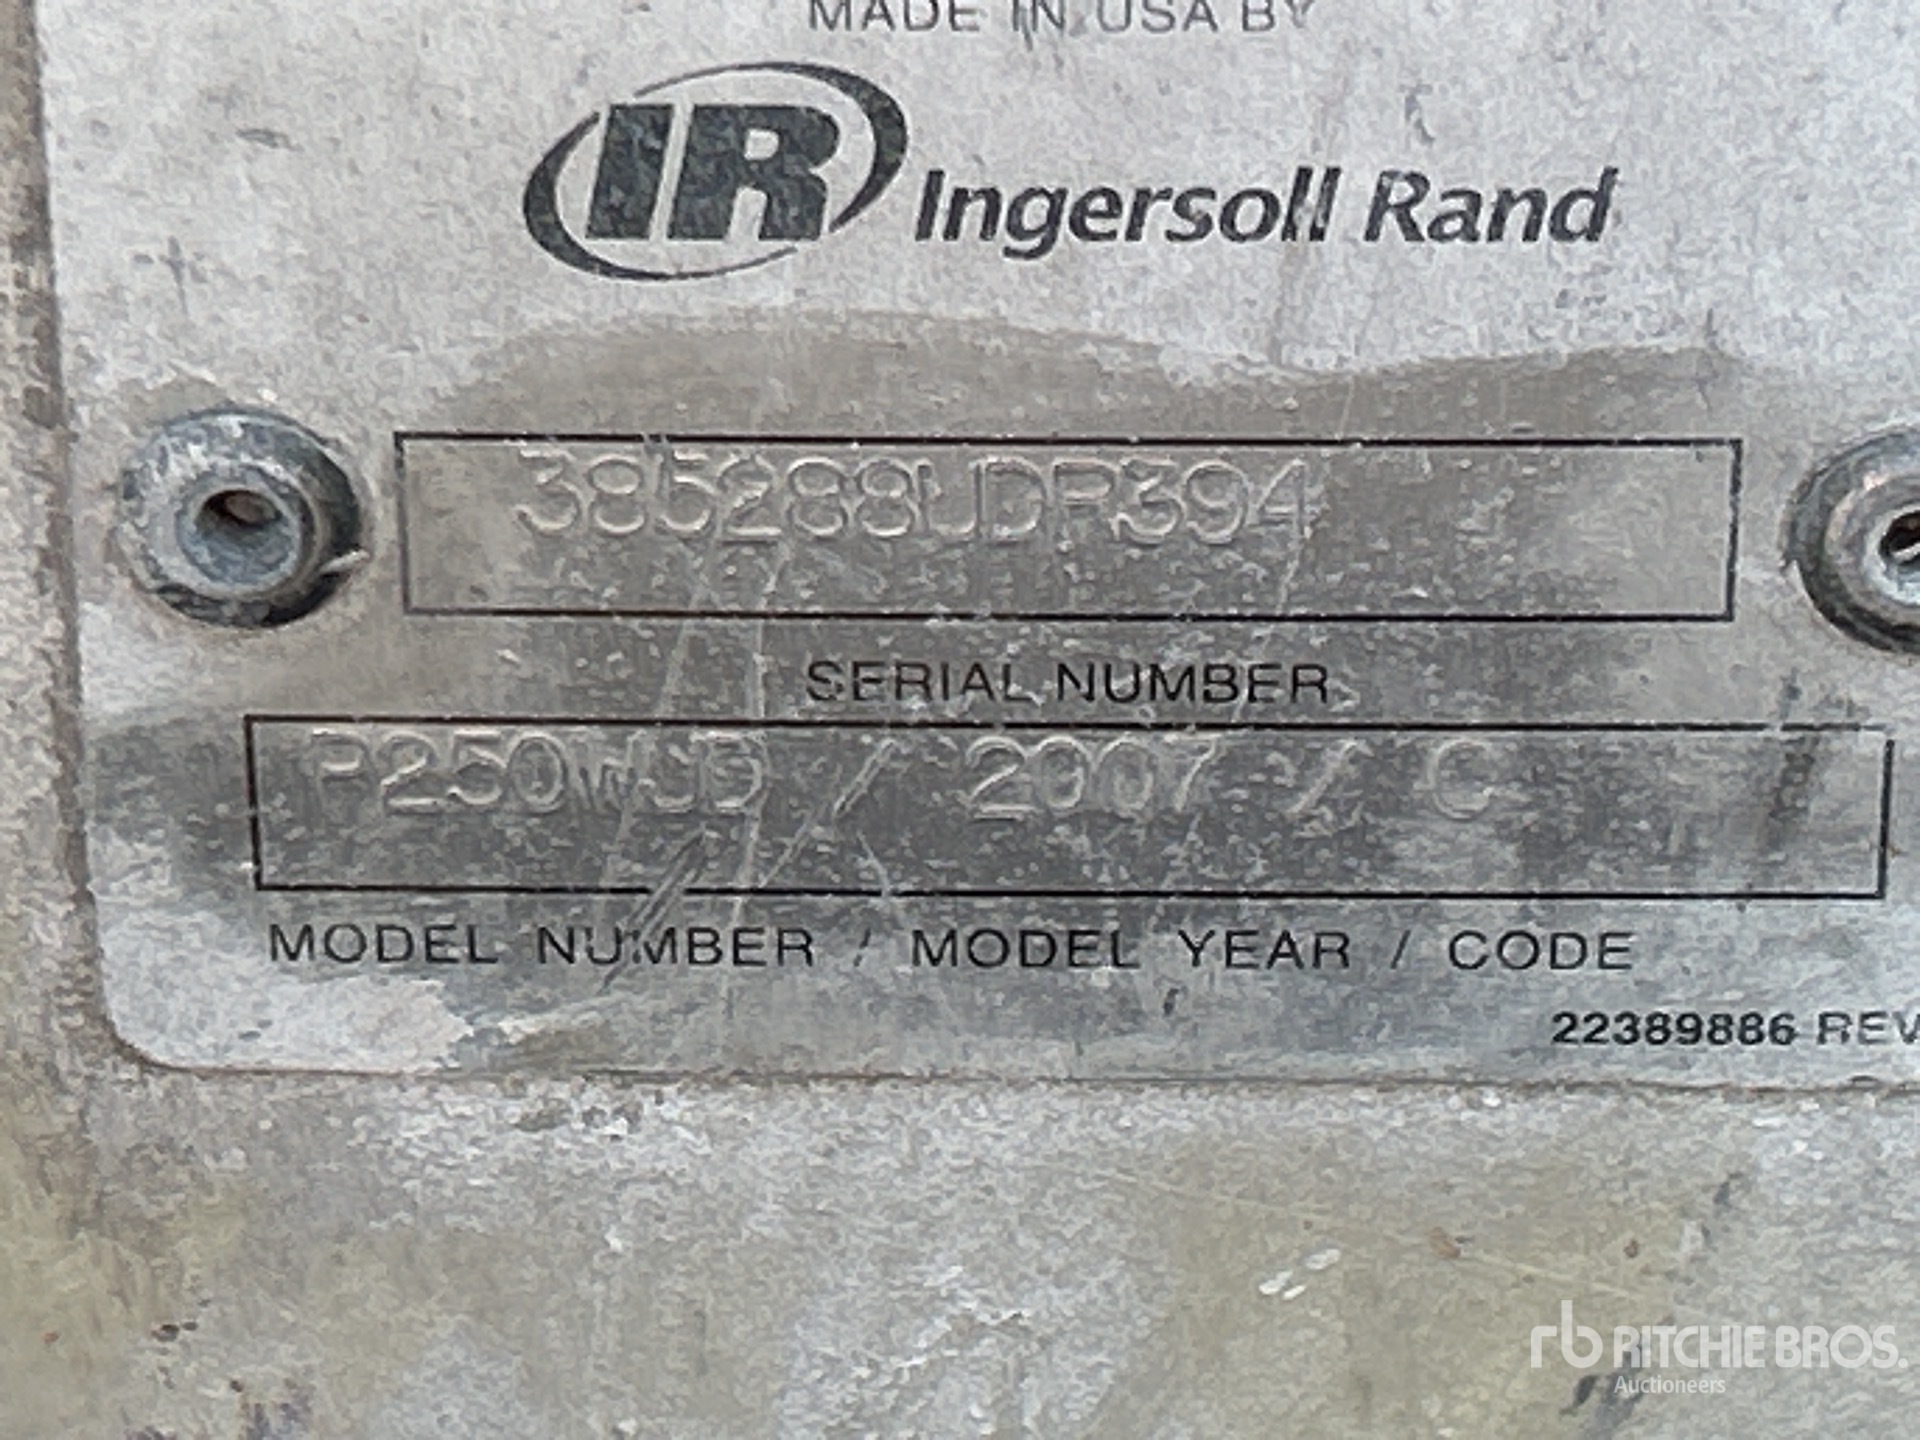 MADE IN USA BY
IR Ingersoll Rand
385288UDR394
SERIAL NUMBER
P250WJD / 2007 / C
MODEL NUMBER / MODEL YEAR / CODE
22389886 REV
rb RITCHIE BROS.
Auctioneers